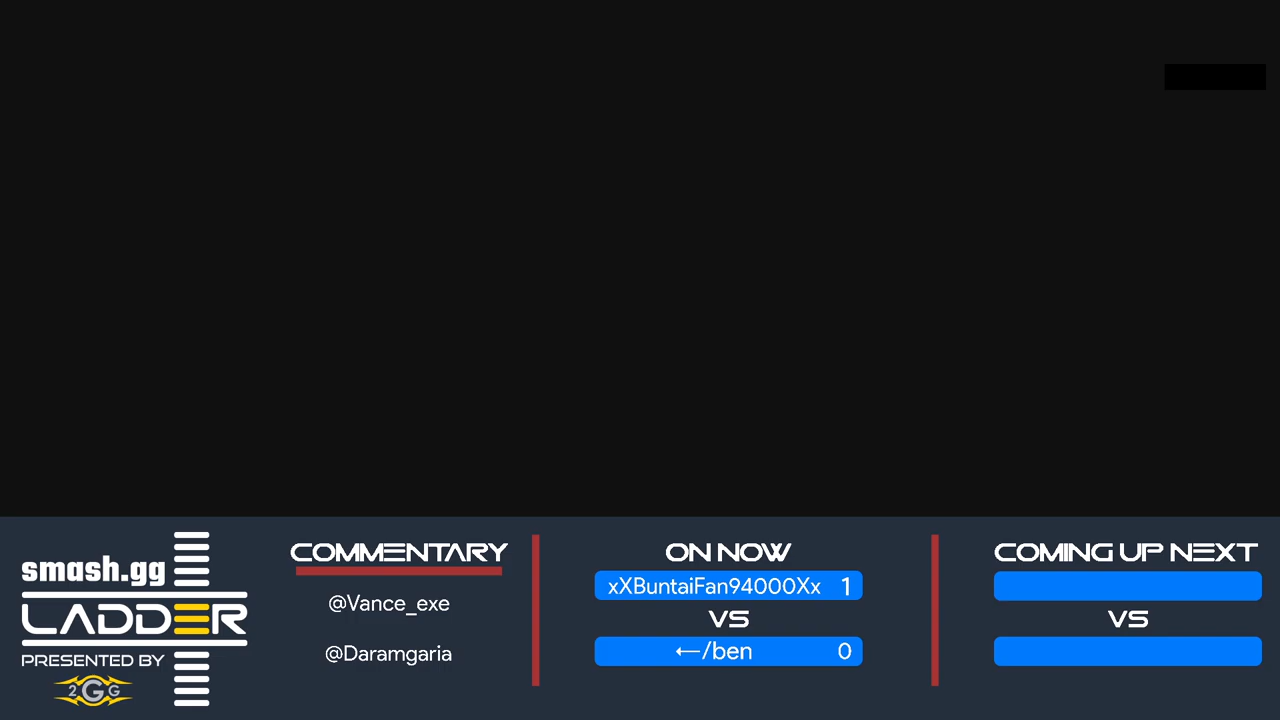 smash.gg
LADDER
PRESENTED BY
2GG
COMMENTARY
@Vance_exe
@Daramgaria
ON NOW
xXBuntaiFan94000Xx 1
VS
←/ben 0
COMING UP NEXT
VS